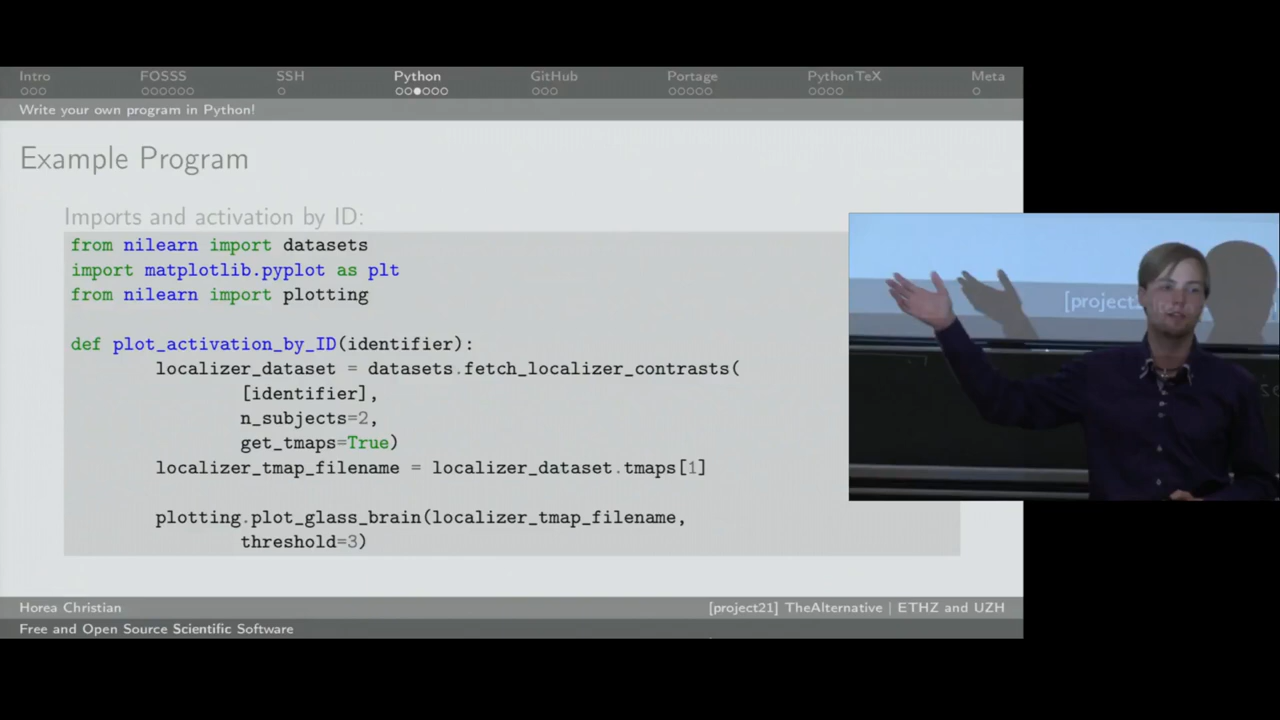 Intro FOSSS SSH Python GitHub Portage PythonTeX Meta
Write your own program in Python!
Example Program
Imports and activation by ID:
from nilearn import datasets
import matplotlib.pyplot as plt
from nilearn import plotting
def plot_activation_by_ID(identifier):
localizer_dataset = datasets.fetch_localizer_contrasts(
[identifier],
n_subjects=2,
get_tmaps=True)
localizer_tmap_filename = localizer_dataset.tmaps[1]
plotting.plot_glass_brain(localizer_tmap_filename,
threshold=3)
[project
Horea Christian [project21] TheAlternative | ETHZ and UZH
Free and Open Source Scientific Software